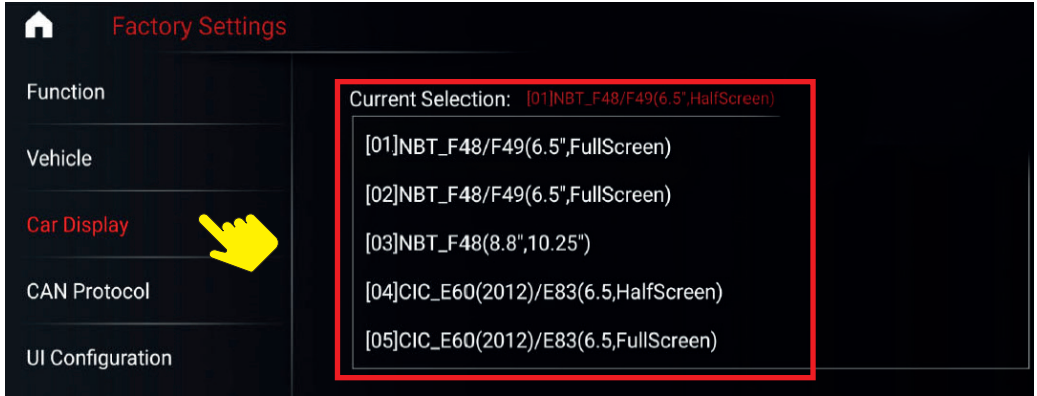 Factory Settings
Function
Vehicle
Car Display
CAN Protocol
UI Configuration
Current Selection: [01]NBT_F48/F49(6.5",HalfScreen)
[01]NBT_F48/F49(6.5",FullScreen)
[02]NBT_F48/F49(6.5",FullScreen)
[03]NBT_F48(8.8",10.25")
[04]CIC_E60(2012)/E83(6.5,HalfScreen)
[05]CIC_E60(2012)/E83(6.5,FullScreen)